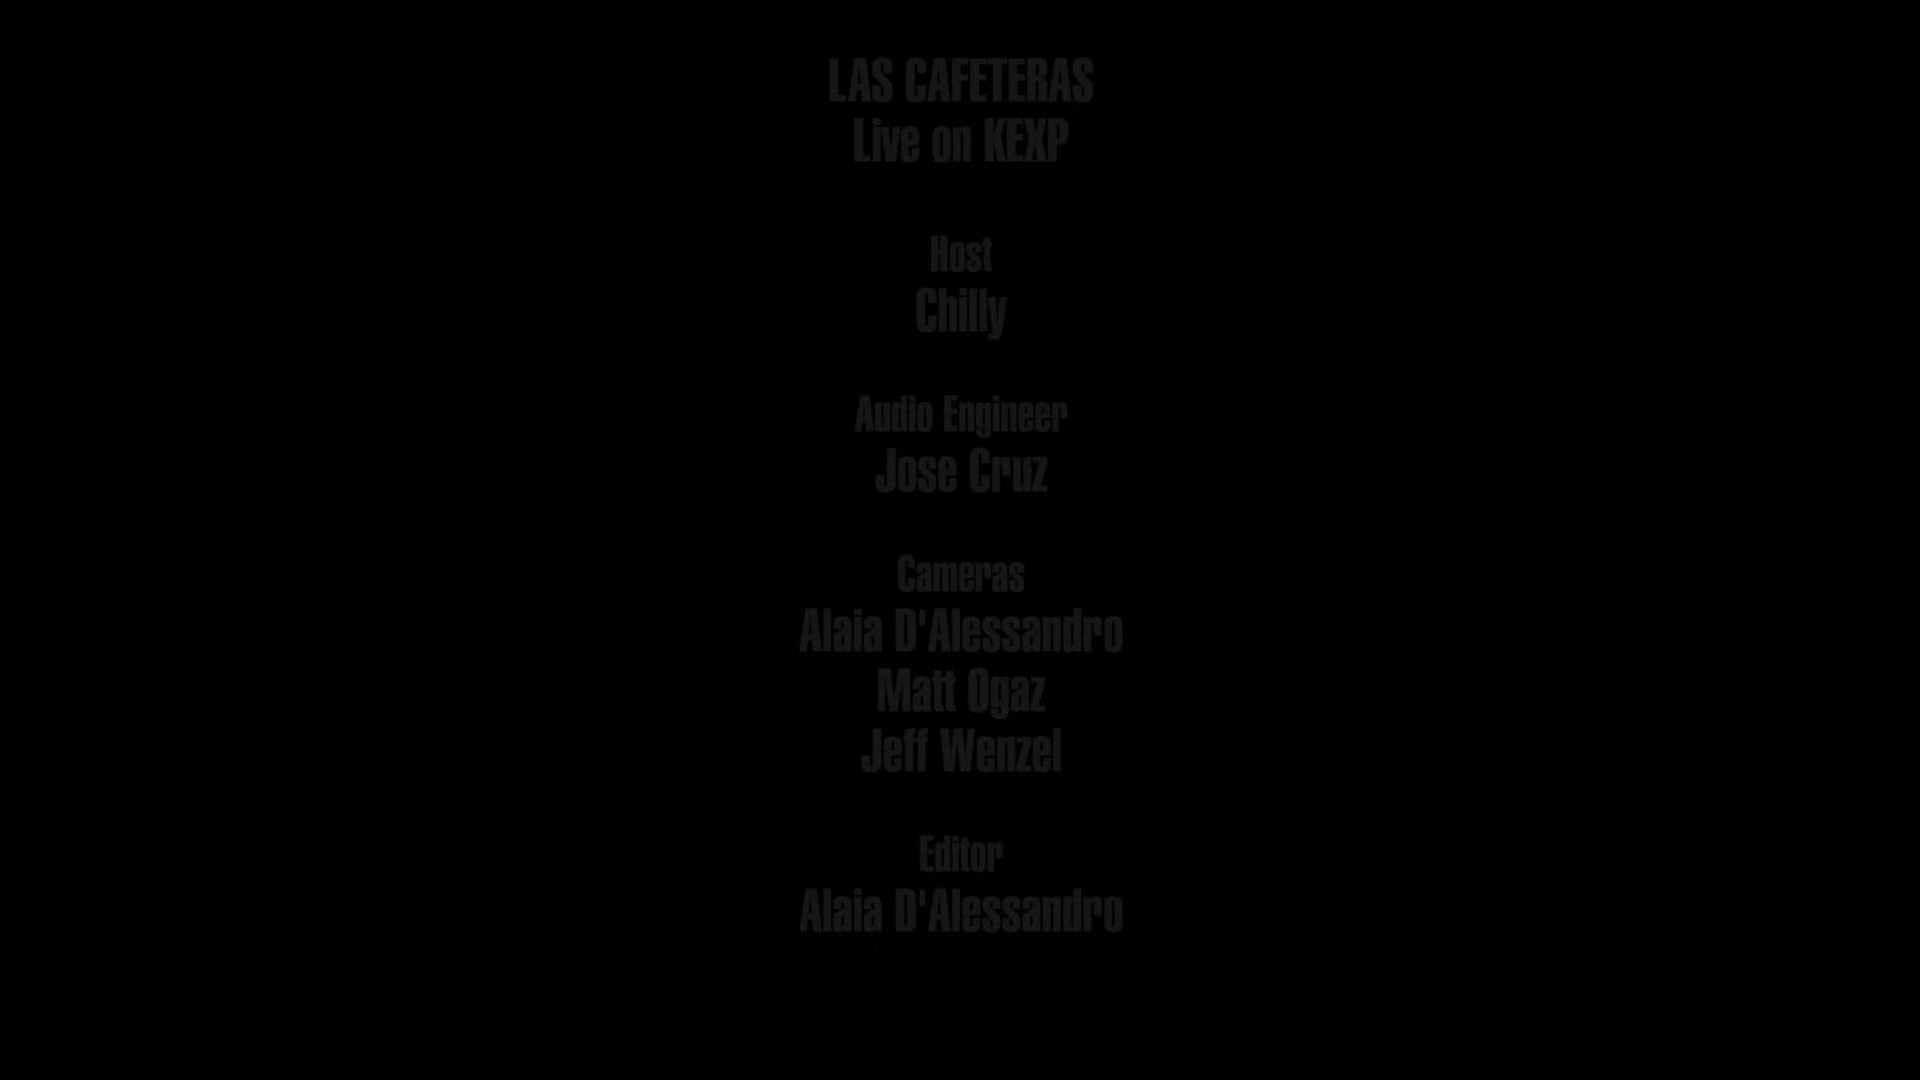 LAS CAFETERAS
Live on KEXP
Host
Chilly
Audio Engineer
Jose Cruz
Cameras
Alaia D'Alessandro
Matt Ogaz
Jeff Wenzel
Editor
Alaia D'Alessandro